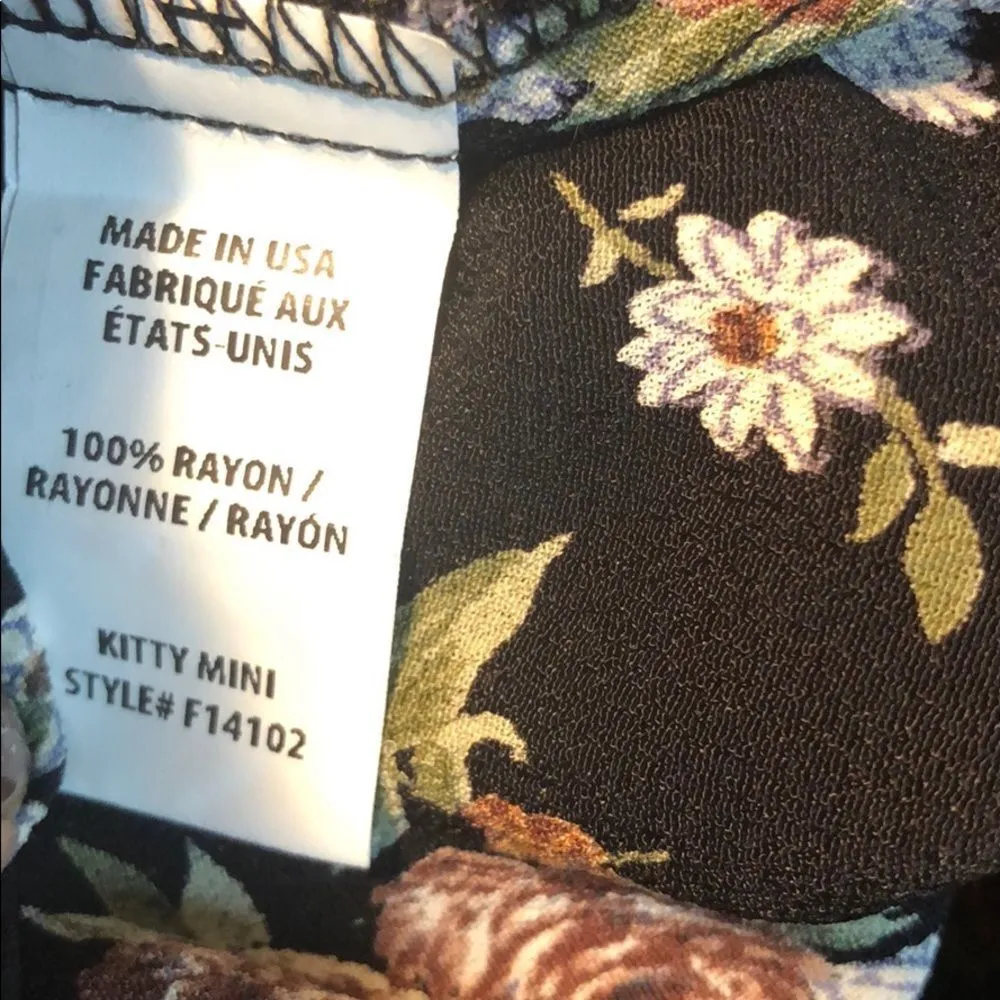 MADE IN USA
FABRIQUÉ AUX
ÉTATS-UNIS
100% RAYON /
RAYONNE / RAYÓN
KITTY MINI
STYLE# F14102